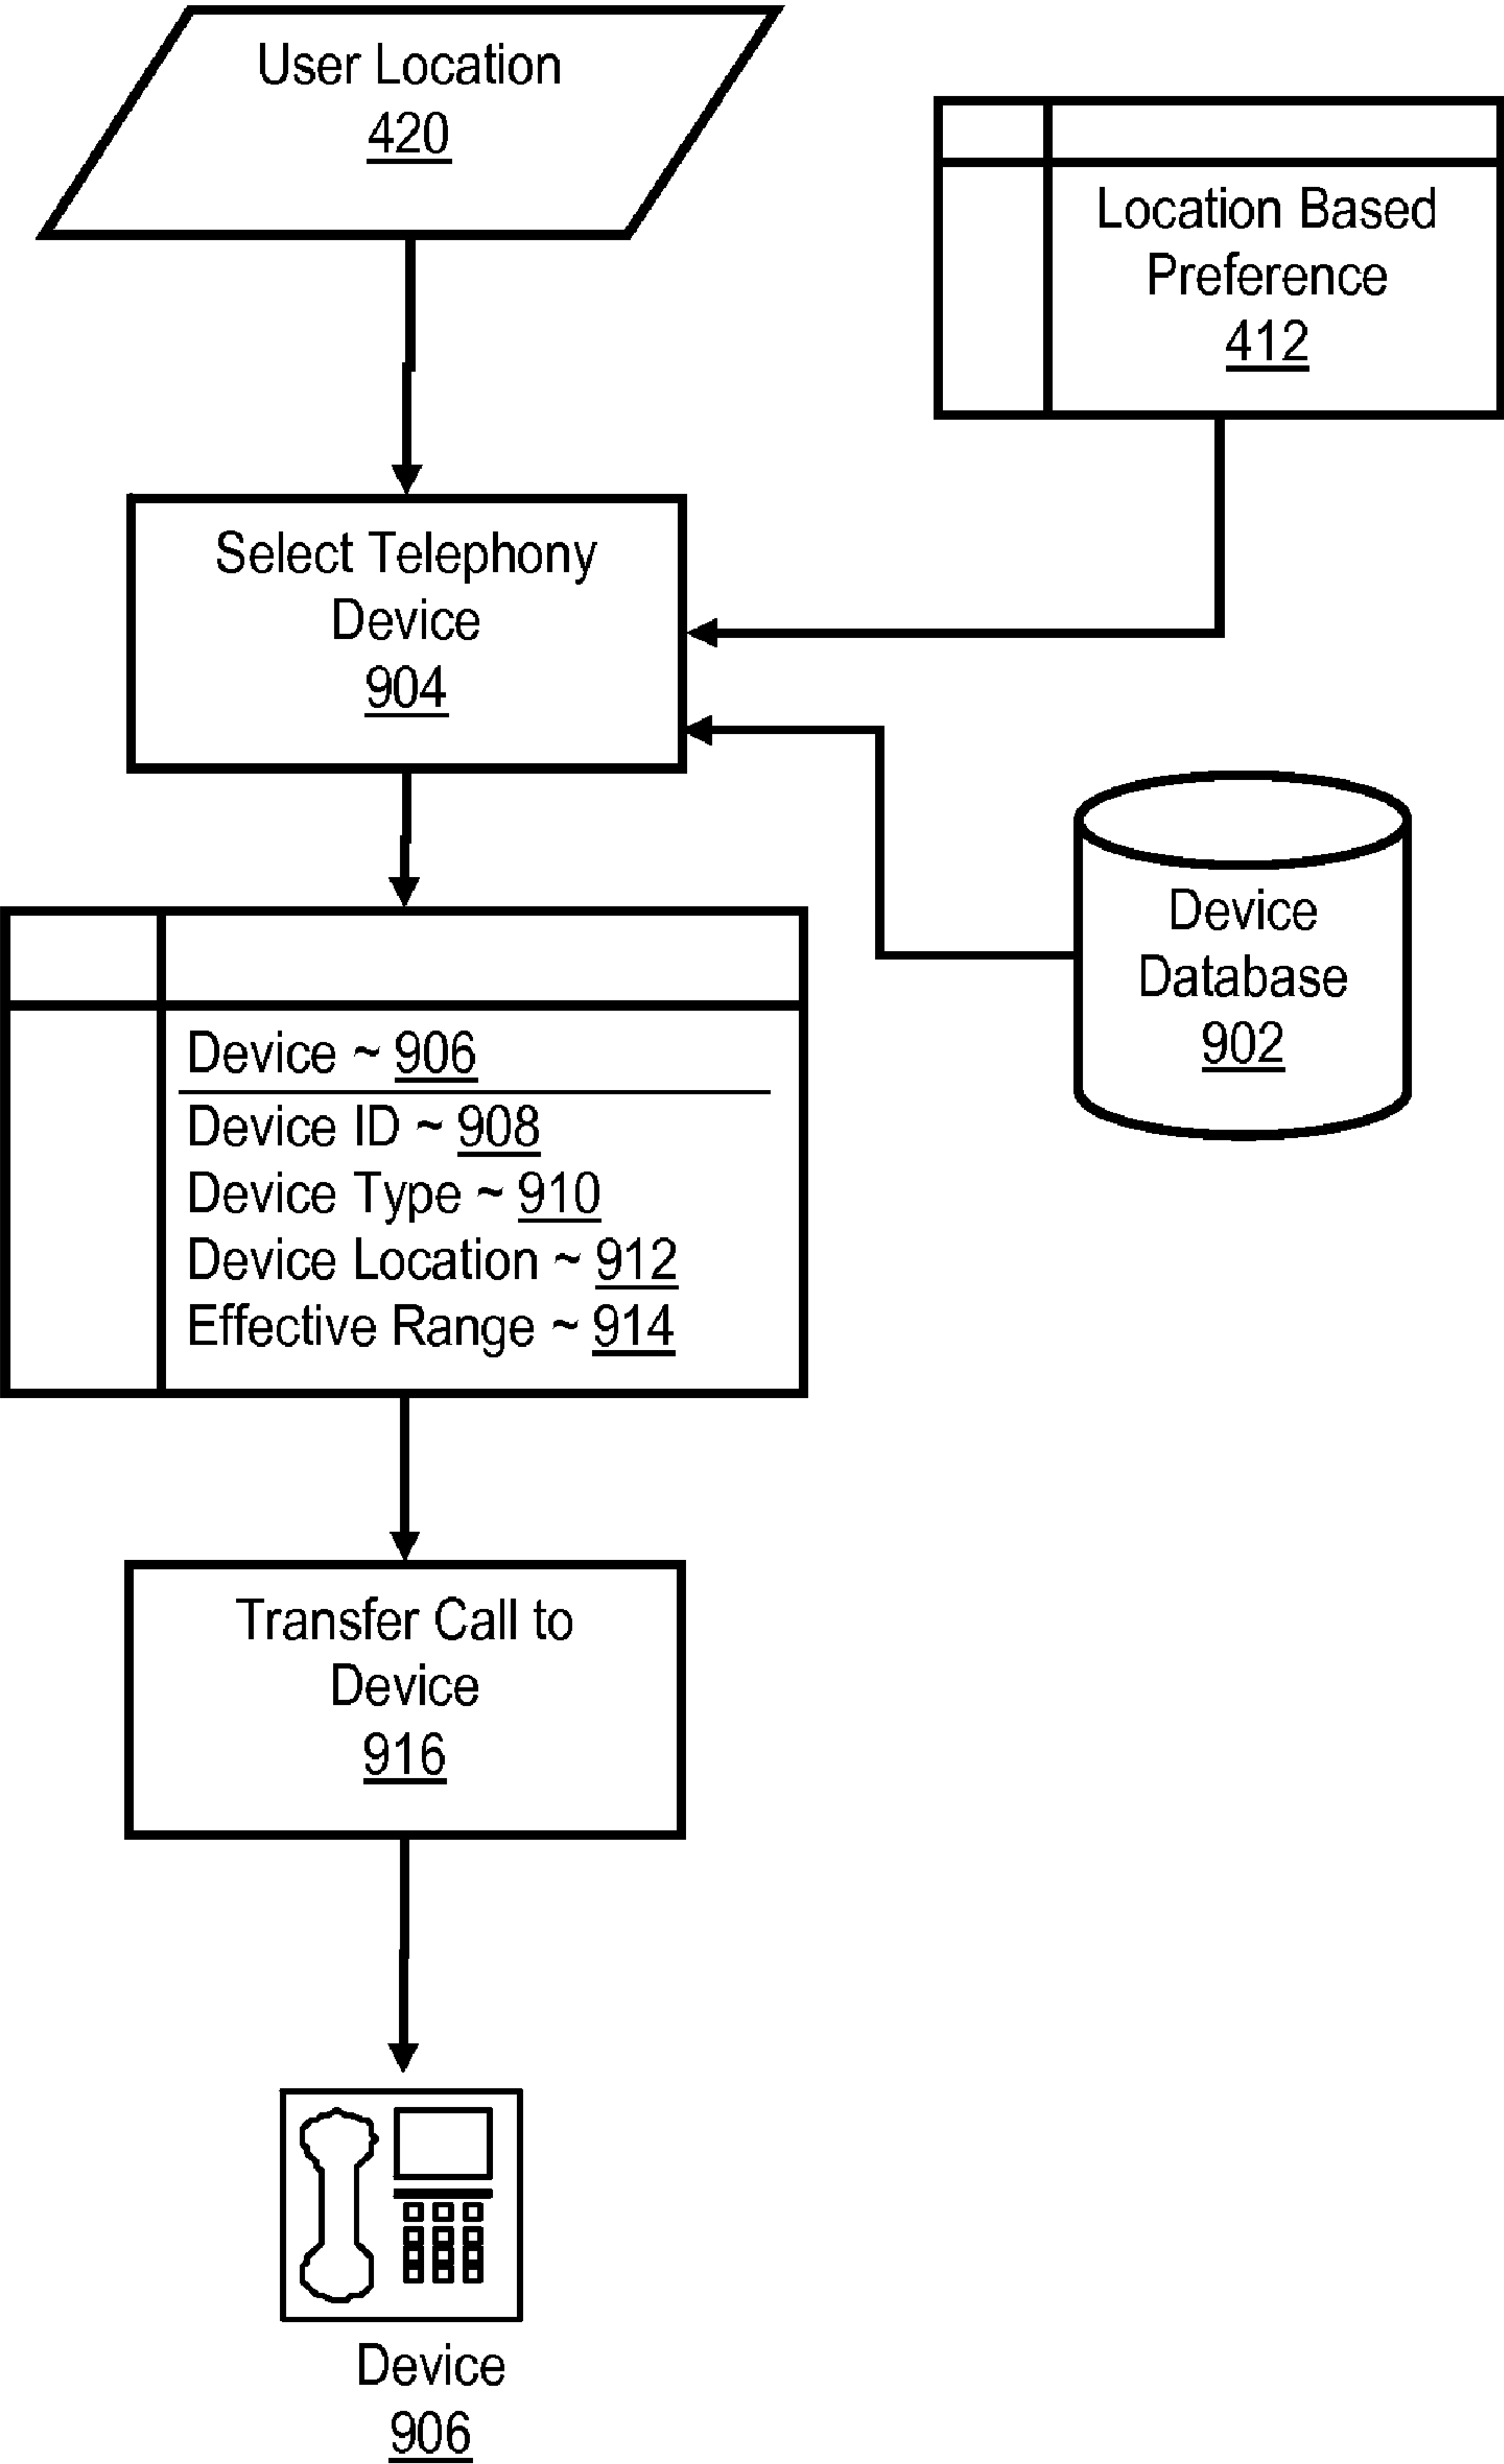 User Location
420
Location Based
Preference
412
Select Telephony
Device
904
Device
Database
902
Device ~ 906
Device ID ~ 908
Device Type ~ 910
Device Location ~ 912
Effective Range ~ 914
Transfer Call to
Device
916
Device
906